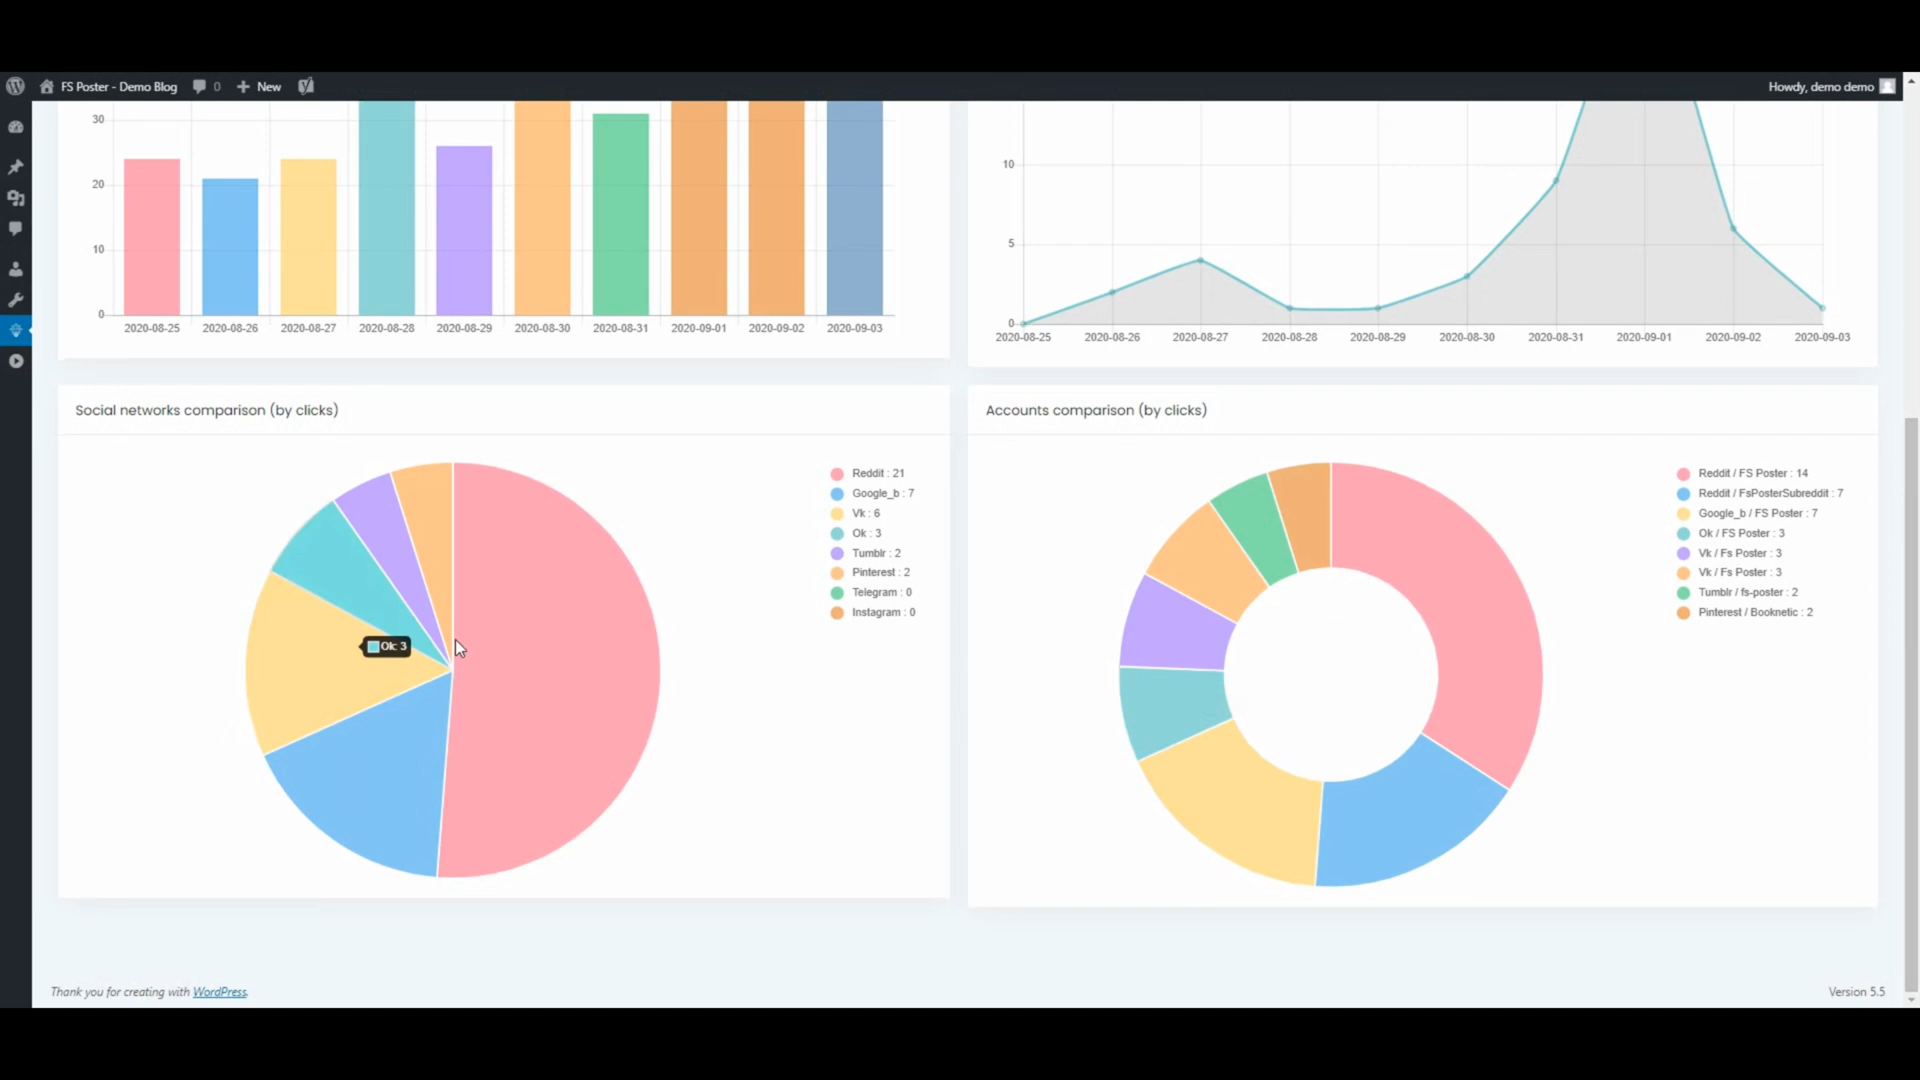 FS Poster - Demo Blog 0 New Howdy, demo demo
30
20
10
0
2020-08-25 2020-08-26 2020-08-27 2020-08-28 2020-08-29 2020-08-30 2020-08-31 2020-09-01 2020-09-02 2020-09-03
10
5
0
2020-08-25 2020-08-26 2020-08-27 2020-08-28 2020-08-29 2020-08-30 2020-08-31 2020-09-01 2020-09-02 2020-09-03
Social networks comparison (by clicks)
Reddit : 21
Google_b : 7
Vk : 6
Ok : 3
Tumblr : 2
Pinterest : 2
Telegram : 0
Instagram : 0
Ok: 3
Accounts comparison (by clicks)
Reddit / FS Poster : 14
Reddit / FsPosterSubreddit : 7
Google_b / FS Poster : 7
Ok / FS Poster : 3
Vk / Fs Poster : 3
Vk / Fs Poster : 3
Tumblr / fs-poster : 2
Pinterest / Booknetic : 2
Thank you for creating with WordPress.
Version 5.5